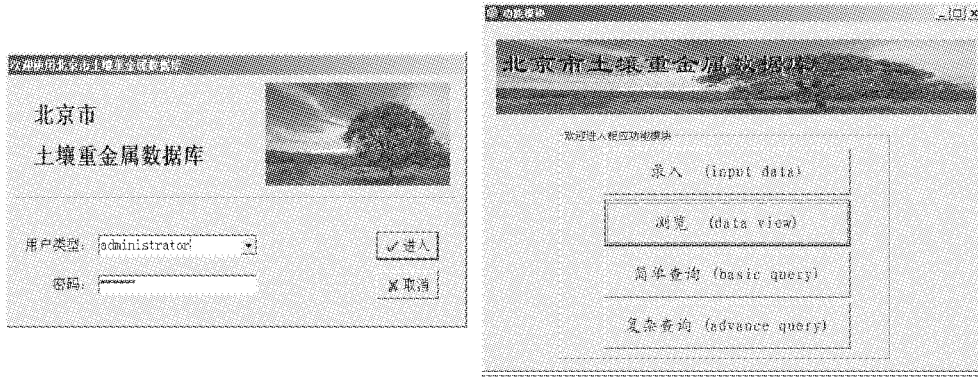 欢迎使用北京市土壤重金属数据库
北京市
土壤重金属数据库
用户类型: administrator
密码: ******
进入
取消
功能模块
北京市土壤重金属数据库
欢迎进入相应功能模块
录入 (input data)
浏览 (data view)
简单查询 (basic query)
复杂查询 (advance query)